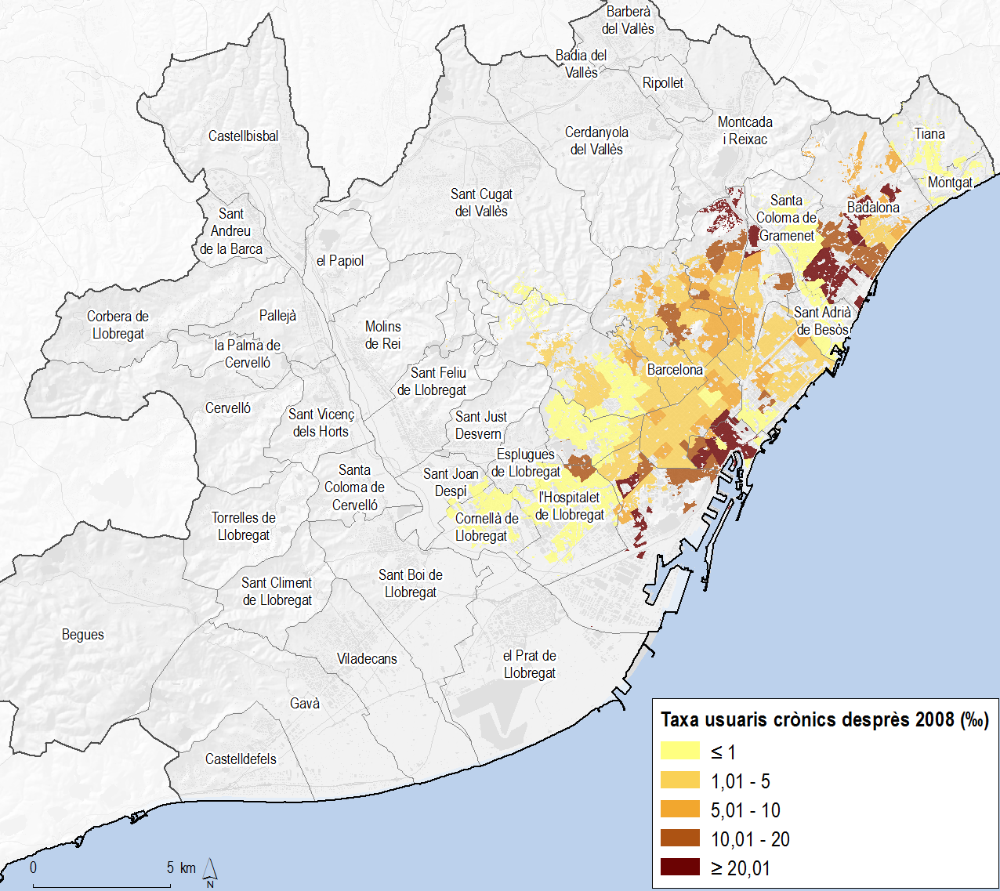 Barberà
del Vallès
Badia del
Vallès
Ripollet
Castellbisbal
Cerdanyola
del Vallès
Montcada
i Reixac
Tiana
Montgat
Sant Cugat
del Vallès
Santa
Coloma de
Gramenet
Badalona
Sant
Andreu
de la Barca
el Papiol
Corbera de
Llobregat
Pallejà
la Palma de
Cervelló
Molins
de Rei
Sant Adrià
de Besòs
Barcelona
Sant Feliu
de Llobregat
Cervelló
Sant Vicenç
dels Horts
Sant Just
Desvern
Esplugues
de Llobregat
Santa
Coloma de
Cervelló
Sant Joan
Despí
l'Hospitalet
de Llobregat
Cornellà de
Llobregat
Torrelles de
Llobregat
Sant Climent
de Llobregat
Sant Boi de
Llobregat
Begues
Viladecans
el Prat de
Llobregat
Gavà
Castelldefels
Taxa usuaris crònics desprès 2008 (‰)
≤ 1
1,01 - 5
5,01 - 10
10,01 - 20
≥ 20,01
0 5 km
N